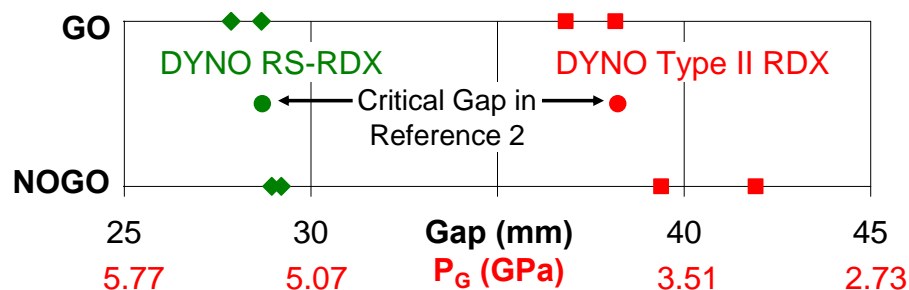 GO
DYNO RS-RDX DYNO Type II RDX
Critical Gap in
Reference 2
NOGO
25 30 Gap (mm) 40 45
5.77 5.07 PG (GPa) 3.51 2.73